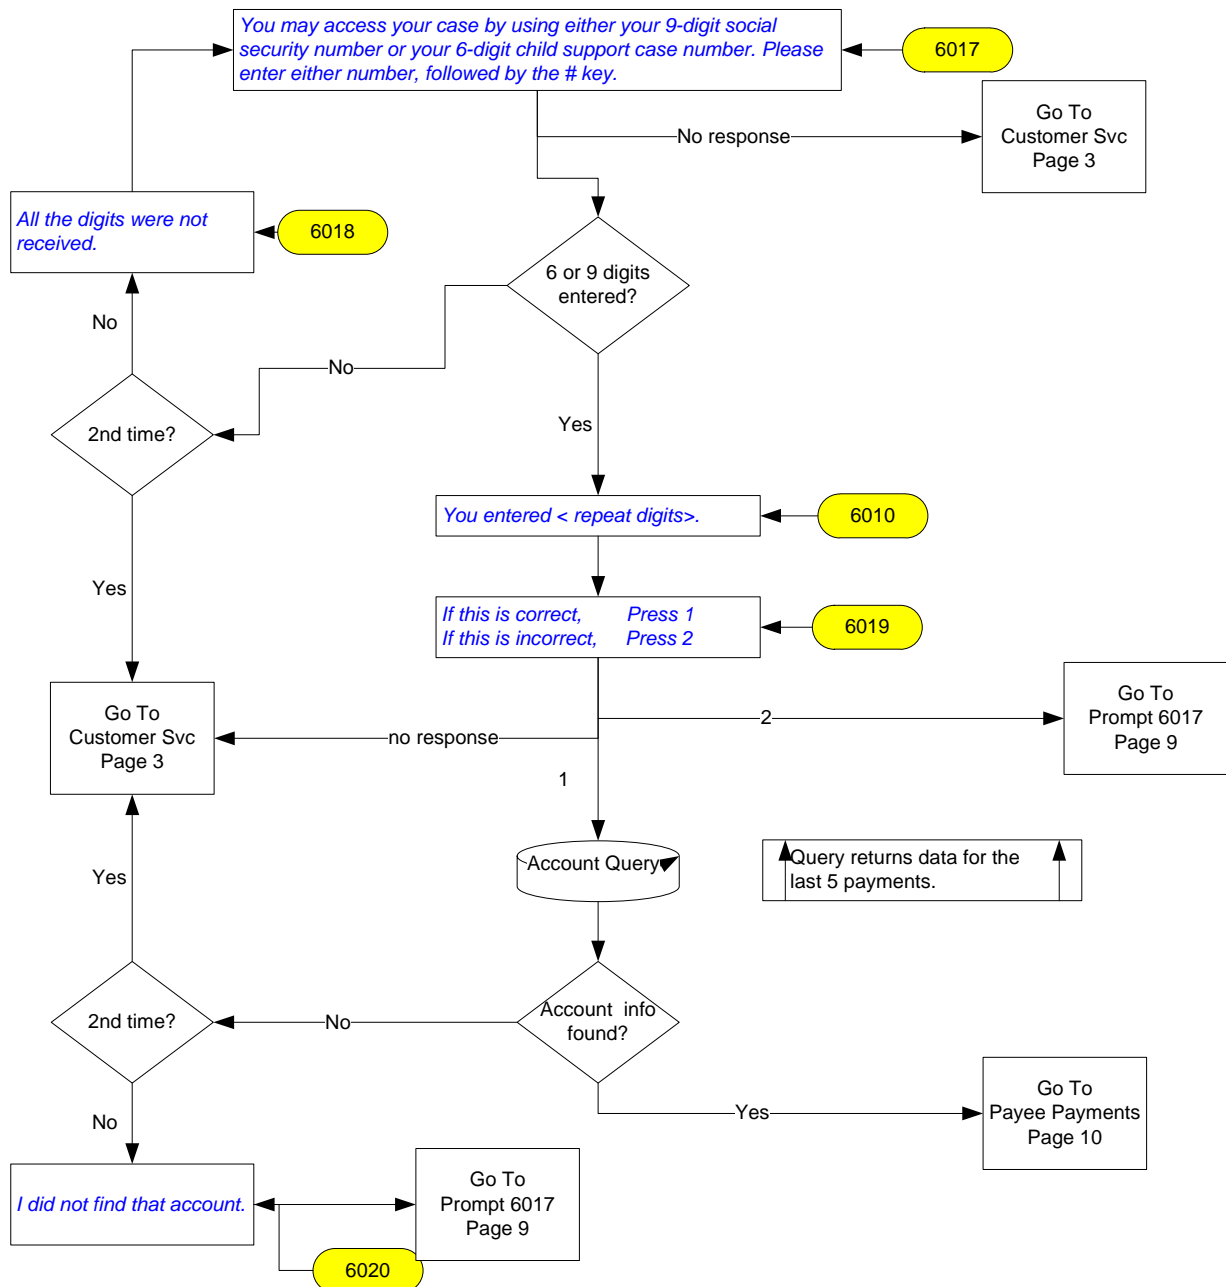 You may access your case by using either your 9-digit social
security number or your 6-digit child support case number. Please
enter either number, followed by the # key.
6017
No response
Go To
Customer Svc
Page 3
All the digits were not
received.
6018
6 or 9 digits
entered?
No
No
2nd time?
Yes
Yes
You entered < repeat digits>.
6010
If this is correct, Press 1
If this is incorrect, Press 2
6019
Go To
Customer Svc
Page 3
no response
2
Go To
Prompt 6017
Page 9
1
Account Query
Query returns data for the
last 5 payments.
Yes
2nd time?
No
Account info
found?
No
Yes
Go To
Payee Payments
Page 10
I did not find that account.
Go To
Prompt 6017
Page 9
6020